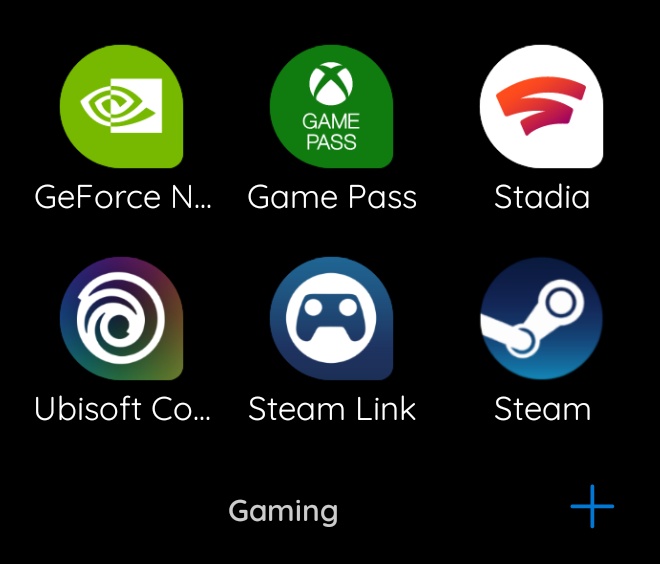 GAME
PASS
GeForce N...
Game Pass
Stadia
Ubisoft Co...
Steam Link
Steam
Gaming